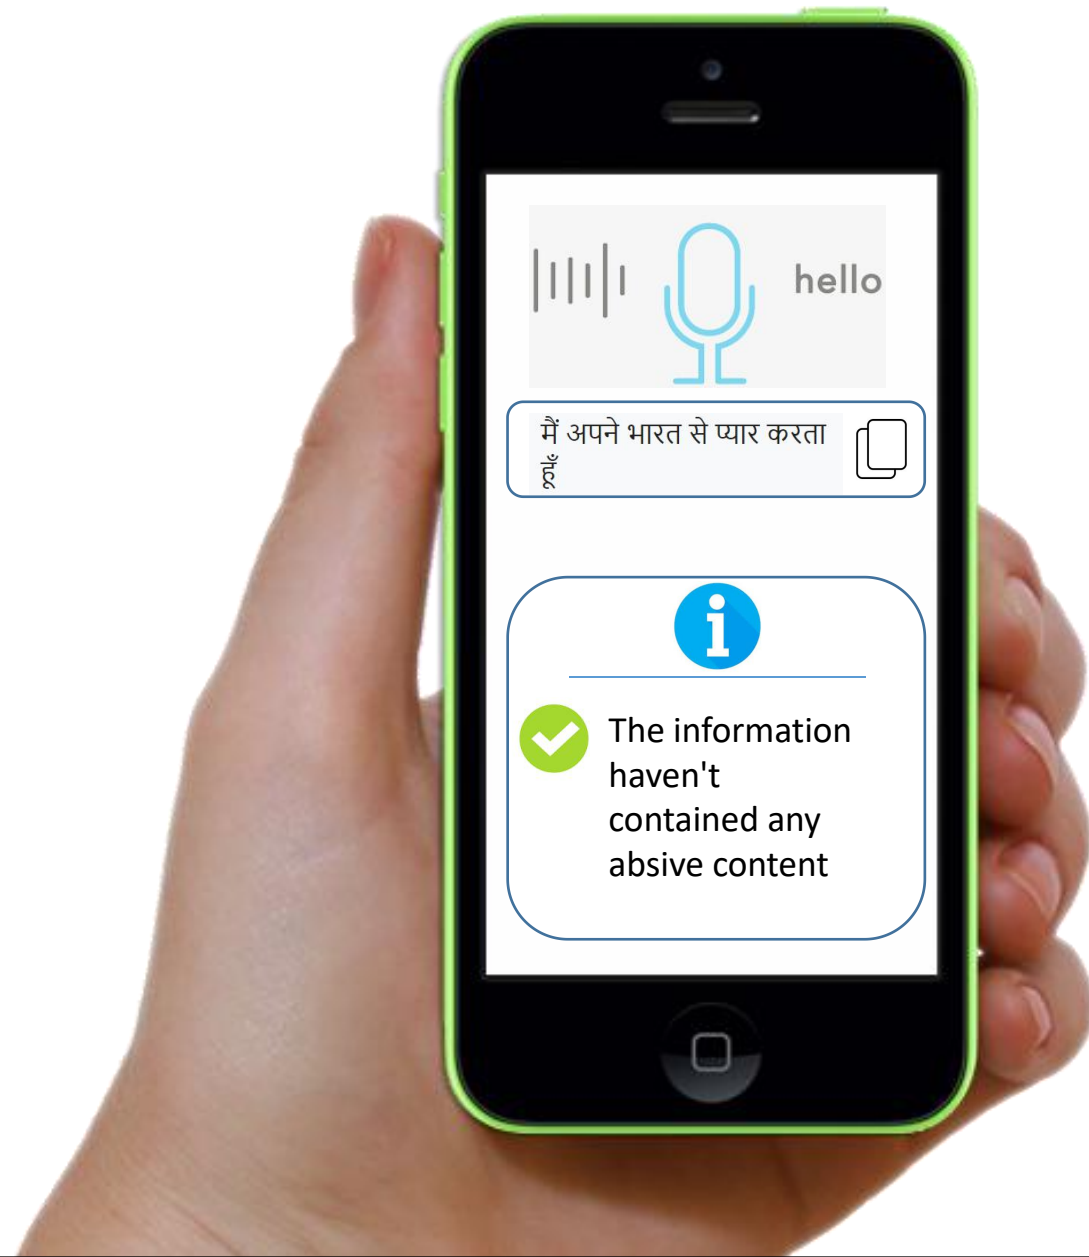 hello
मैं अपने भारत से प्यार करता
हूँ
The information
haven't
contained any
absive content